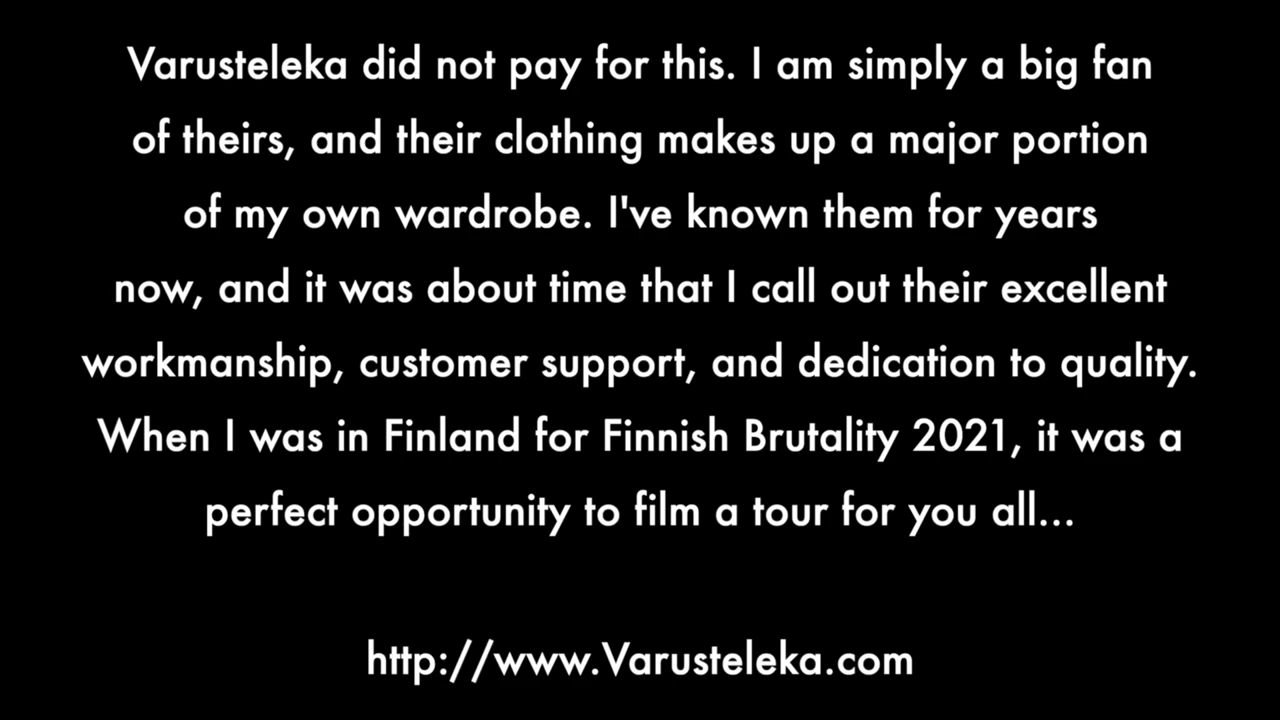 Varusteleka did not pay for this. I am simply a big fan
of theirs, and their clothing makes up a major portion
of my own wardrobe. I've known them for years
now, and it was about time that I call out their excellent
workmanship, customer support, and dedication to quality.
When I was in Finland for Finnish Brutality 2021, it was a
perfect opportunity to film a tour for you all...
http://www.Varusteleka.com